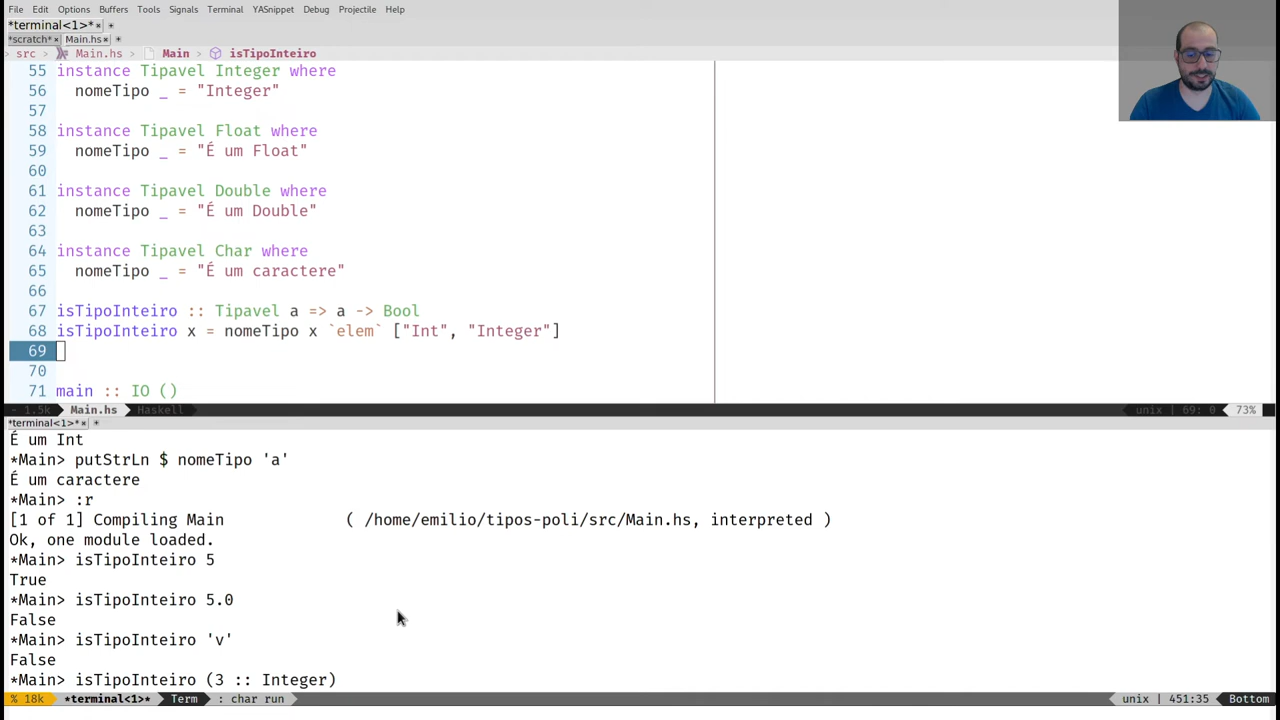 File Edit Options Buffers Tools Signals Terminal YASnippet Debug Projectile Help
*terminal<1>*× +
*scratch*× Main.hs× +
> src > Main.hs > Main > isTipoInteiro
55 instance Tipavel Integer where
56   nomeTipo _ = "Integer"
57
58 instance Tipavel Float where
59   nomeTipo _ = "É um Float"
60
61 instance Tipavel Double where
62   nomeTipo _ = "É um Double"
63
64 instance Tipavel Char where
65   nomeTipo _ = "É um caractere"
66
67 isTipoInteiro :: Tipavel a => a -> Bool
68 isTipoInteiro x = nomeTipo x `elem` ["Int", "Integer"]
69
70
71 main :: IO ()
- 1.5k Main.hs Haskell unix | 69: 0 73%
*terminal<1>*× +
É um Int
*Main> putStrLn $ nomeTipo 'a'
É um caractere
*Main> :r
[1 of 1] Compiling Main ( /home/emilio/tipos-poli/src/Main.hs, interpreted )
Ok, one module loaded.
*Main> isTipoInteiro 5
True
*Main> isTipoInteiro 5.0
False
*Main> isTipoInteiro 'v'
False
*Main> isTipoInteiro (3 :: Integer)
% 18k *terminal<1>* Term : char run unix | 451:35 Bottom